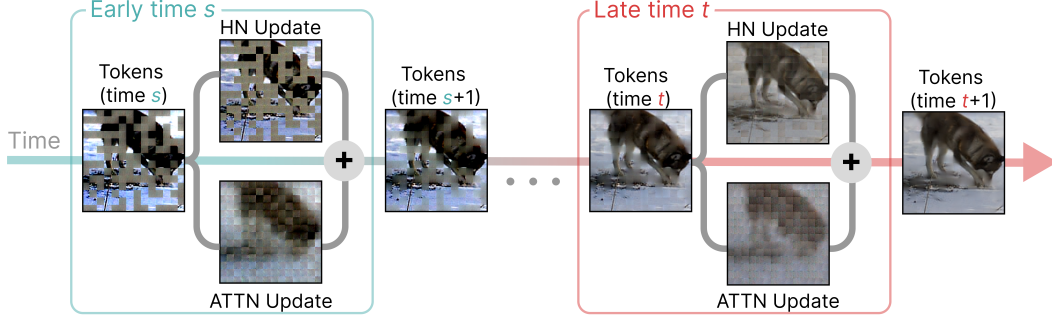 Early time s
HN Update
Tokens
(time s)
Tokens
(time s+1)
Time
+
ATTN Update
Late time t
HN Update
Tokens
(time t)
Tokens
(time t+1)
+
ATTN Update